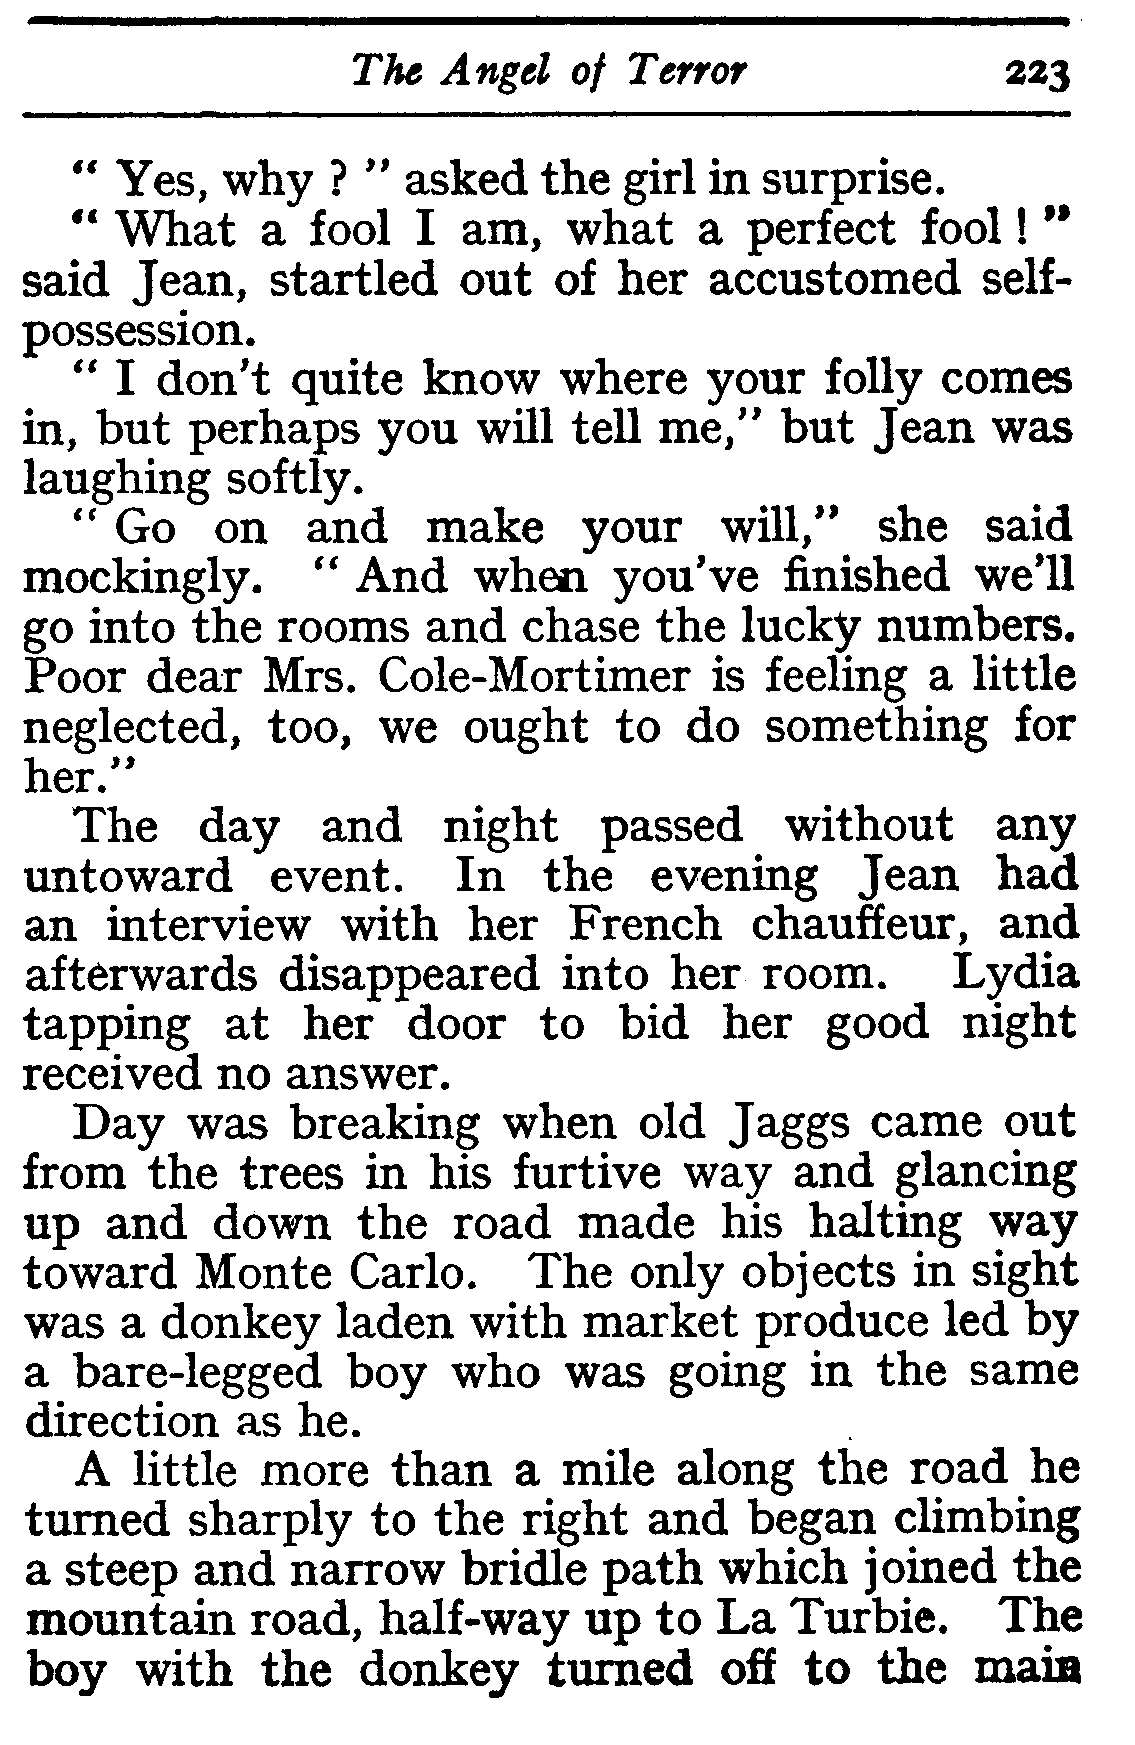 The Angel of Terror 223
" Yes, why ? " asked the girl in surprise.
" What a fool I am, what a perfect fool ! "
said Jean, startled out of her accustomed self-
possession.
" I don't quite know where your folly comes
in, but perhaps you will tell me," but Jean was
laughing softly.
" Go on and make your will," she said
mockingly. " And when you've finished we'll
go into the rooms and chase the lucky numbers.
Poor dear Mrs. Cole-Mortimer is feeling a little
neglected, too, we ought to do something for
her."
The day and night passed without any
untoward event. In the evening Jean had
an interview with her French chauffeur, and
afterwards disappeared into her room. Lydia
tapping at her door to bid her good night
received no answer.
Day was breaking when old Jaggs came out
from the trees in his furtive way and glancing
up and down the road made his halting way
toward Monte Carlo. The only objects in sight
was a donkey laden with market produce led by
a bare-legged boy who was going in the same
direction as he.
A little more than a mile along the road he
turned sharply to the right and began climbing
a steep and narrow bridle path which joined the
mountain road, half-way up to La Turbie. The
boy with the donkey turned off to the main